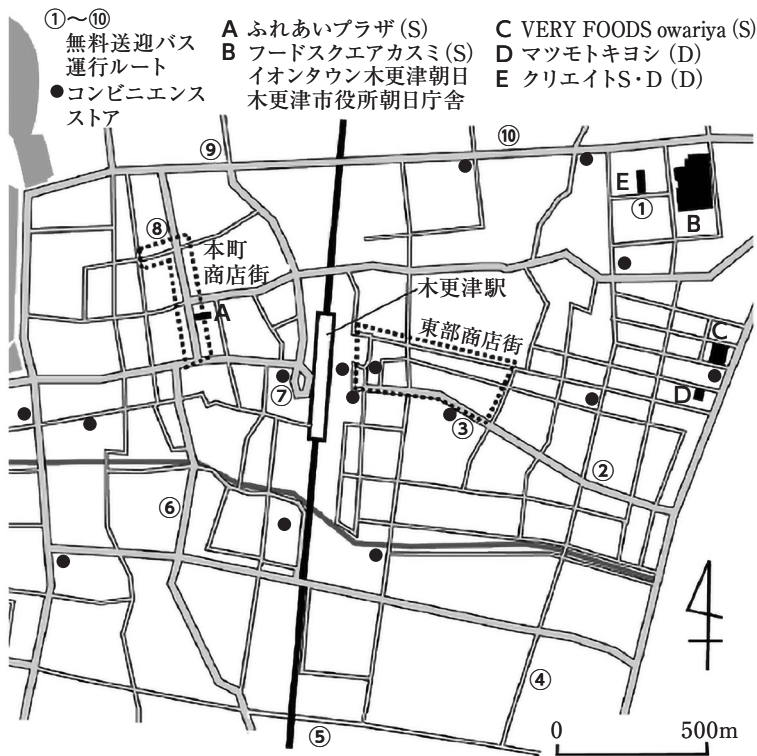 ①〜⑩
無料送迎バス
運行ルート
●コンビニエンス
ストア
A ふれあいプラザ(S)
B フードスクエアカスミ(S)
イオンタウン木更津朝日
木更津市役所朝日庁舎
C VERY FOODS owariya(S)
D マツモトキヨシ(D)
E クリエイトS・D(D)
⑨
⑩
E
①
B
⑧
本町
商店街
木更津駅
A
東部商店街
C
D
⑦
③
②
⑥
④
⑤
0
500m